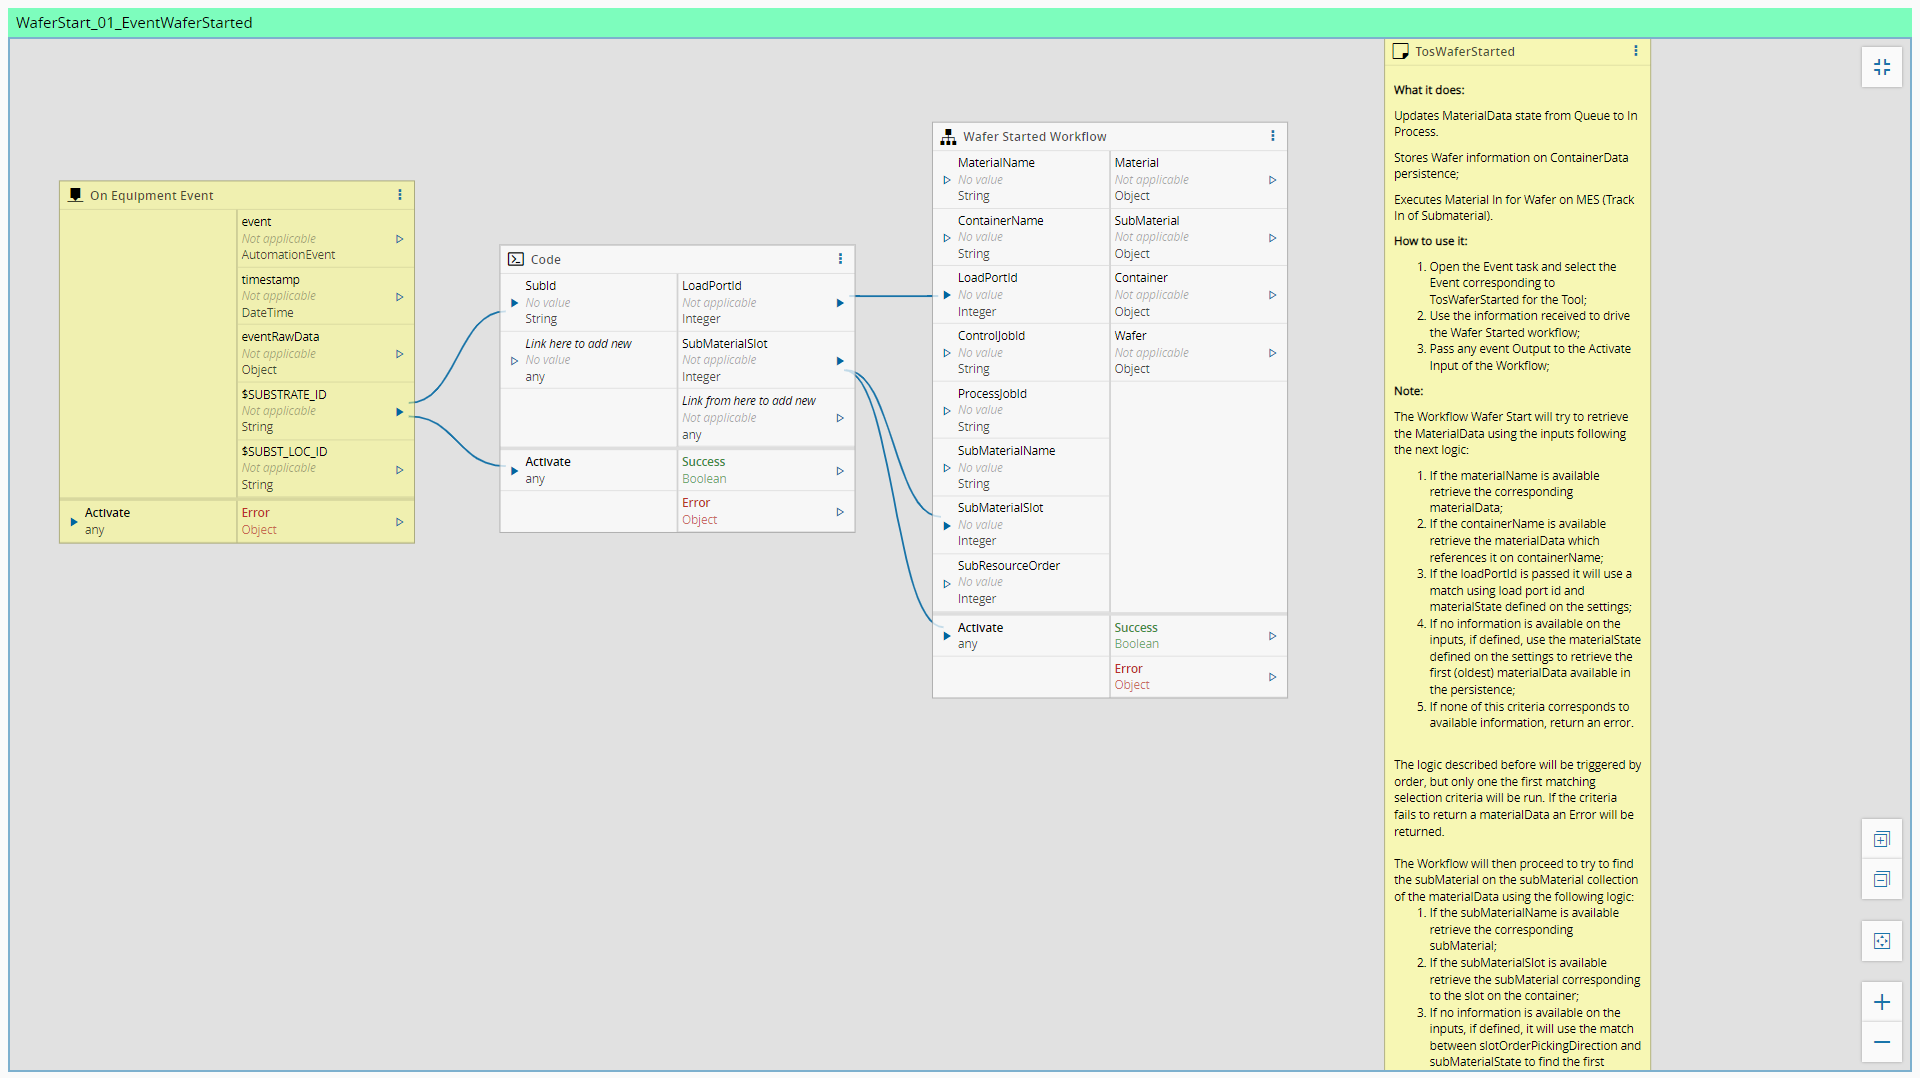 WaferStart_01_EventWaferStarted
On Equipment Event
event
Not applicable
AutomationEvent
timestamp
Not applicable
DateTime
eventRawData
Not applicable
Object
$SUBSTRATE_ID
Not applicable
String
$SUBST_LOC_ID
Not applicable
String
Activate
any
Error
Object
Code
SubId
No value
String
Link here to add new
No value
any
LoadPortId
Not applicable
Integer
SubMaterialSlot
Not applicable
Integer
Link from here to add new
Not applicable
any
Activate
any
Success
Boolean
Error
Object
Wafer Started Workflow
MaterialName
No value
String
ContainerName
No value
String
LoadPortId
No value
Integer
ControlJobId
No value
String
ProcessJobId
No value
String
SubMaterialName
No value
String
SubMaterialSlot
No value
Integer
SubResourceOrder
No value
Integer
Material
Not applicable
Object
SubMaterial
Not applicable
Object
Container
Not applicable
Object
Wafer
Not applicable
Object
Activate
any
Success
Boolean
Error
Object
TosWaferStarted
What it does:
Updates MaterialData state from Queue to In
Process.
Stores Wafer information on ContainerData
persistence;
Executes Material In for Wafer on MES (Track
In of Submaterial).
How to use it:
1. Open the Event task and select the
Event corresponding to
TosWaferStarted for the Tool;
2. Use the information received to drive
the Wafer Started workflow;
3. Pass any event Output to the Activate
Input of the Workflow;
Note:
The Workflow Wafer Start will try to retrieve
the MaterialData using the inputs following
the next logic:
1. If the materialName is available
retrieve the corresponding
materialData;
2. If the containerName is available
retrieve the materialData which
references it on containerName;
3. If the loadPortId is passed it will use a
match using load port id and
materialState defined on the settings;
4. If no information is available on the
inputs, if defined, use the materialState
defined on the settings to retrieve the
first (oldest) materialData available in
the persistence;
5. If none of this criteria corresponds to
available information, return an error.
The logic described before will be triggered by
order, but only one the first matching
selection criteria will be run. If the criteria
fails to return a materialData an Error will be
returned.
The Workflow will then proceed to try to find
the subMaterial on the subMaterial collection
of the materialData using the following logic:
1. If the subMaterialName is available
retrieve the corresponding
subMaterial;
2. If the subMaterialSlot is available
retrieve the subMaterial corresponding
to the slot on the container;
3. If no information is available on the
inputs, if defined, it will use the match
between slotOrderPickingDirection and
subMaterialState to find the first